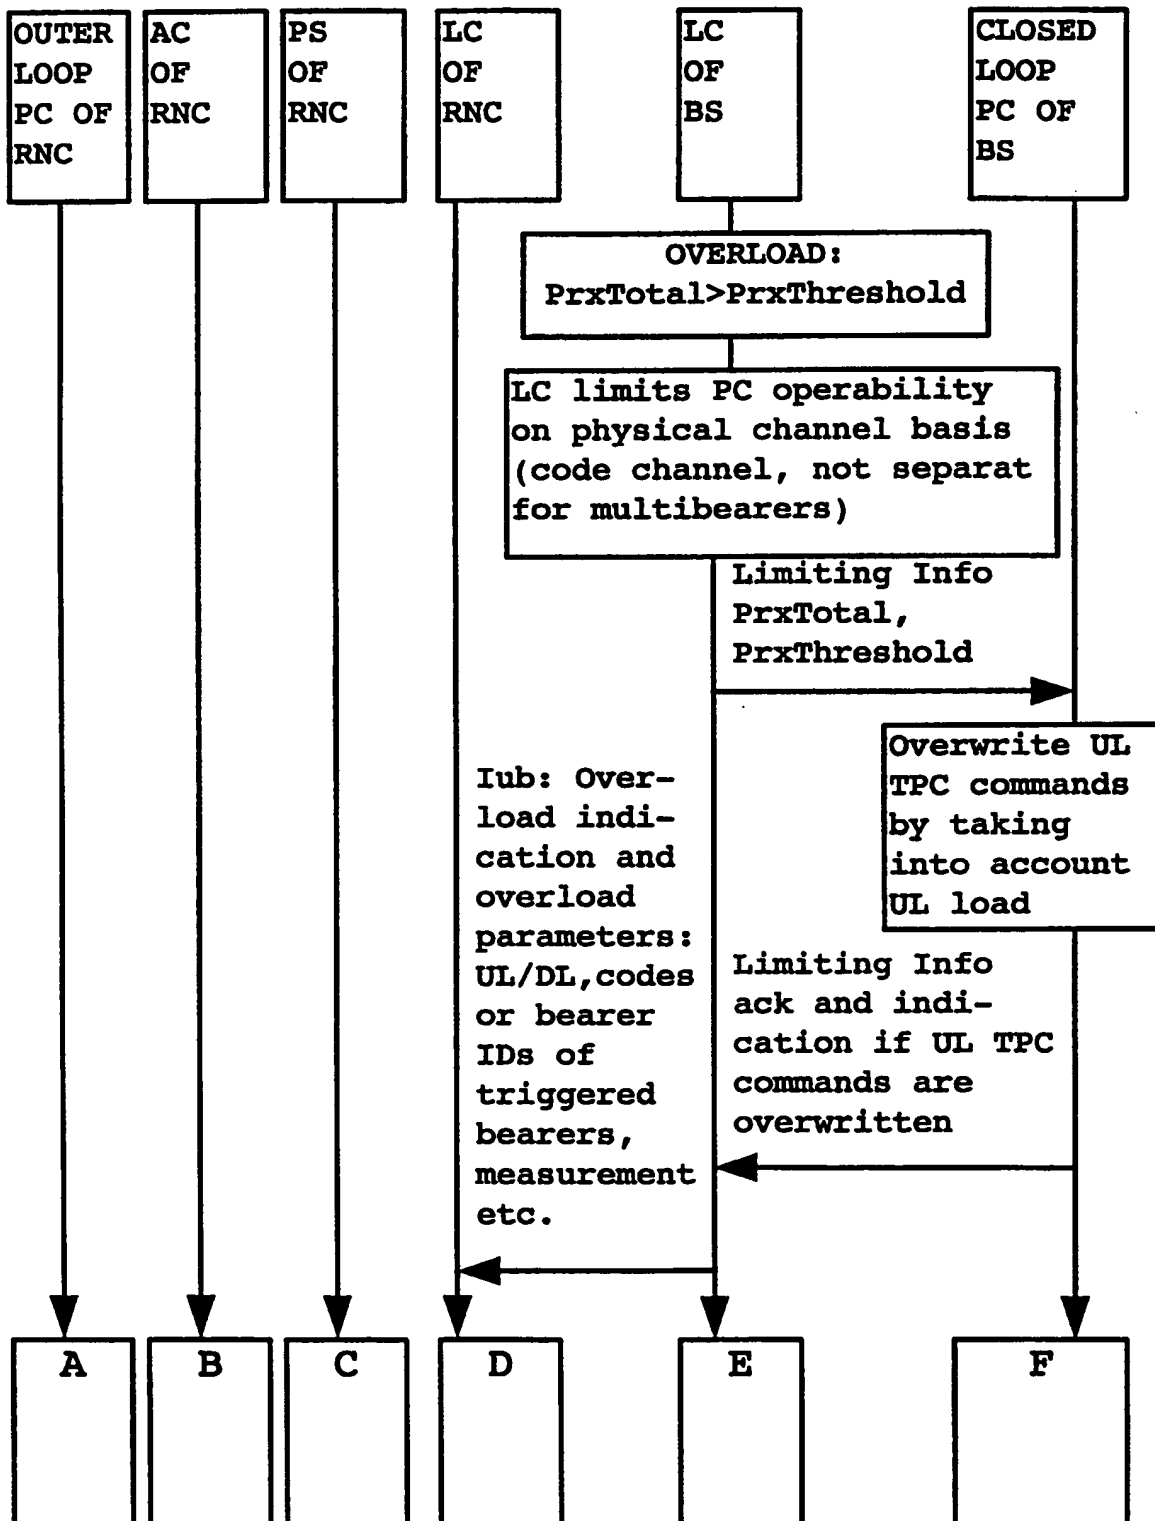 OUTER
LOOP
PC OF
RNC
AC
OF
RNC
PS
OF
RNC
LC
OF
RNC
LC
OF
BS
CLOSED
LOOP
PC OF
BS
OVERLOAD:
PrxTotal>PrxThreshold
LC limits PC operability
on physical channel basis
(code channel, not separat
for multibearers)
Limiting Info
PrxTotal,
PrxThreshold
Overwrite UL
TPC commands
by taking
into account
UL load
Iub: Over-
load indi-
cation and
overload
parameters:
UL/DL,codes
or bearer
IDs of
triggered
bearers,
measurement
etc.
Limiting Info
ack and indi-
cation if UL TPC
commands are
overwritten
A
B
C
D
E
F